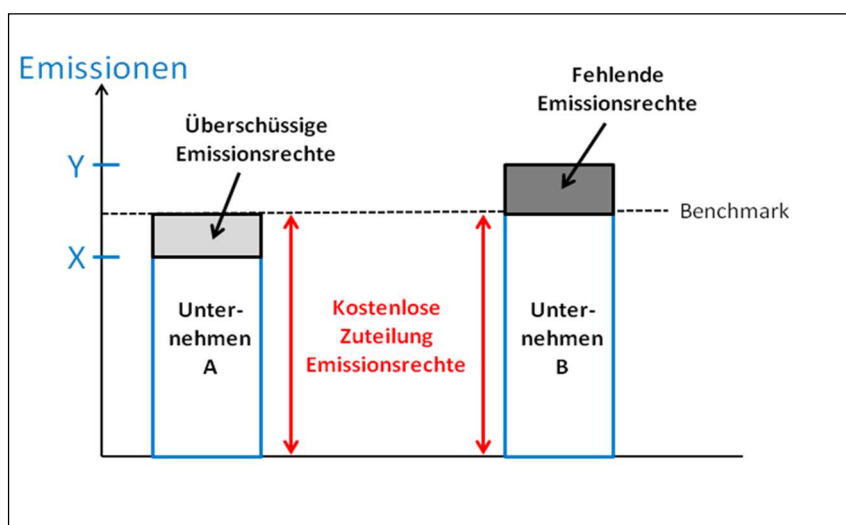 Emissionen
Fehlende
Emissionsrechte
Überschüssige
Emissionsrechte
Y
Benchmark
X
Unter-
nehmen
A
Kostenlose
Zuteilung
Emissionsrechte
Unter-
nehmen
B